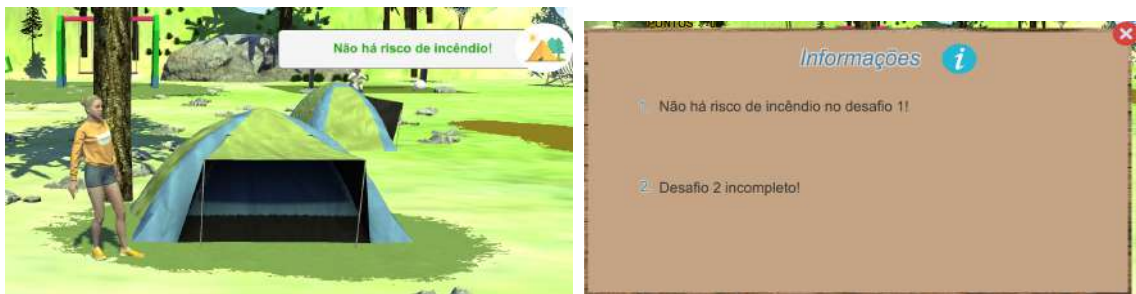 Não há risco de incêndio!
Informações i
1. Não há risco de incêndio no desafio 1!
2. Desafio 2 incompleto!